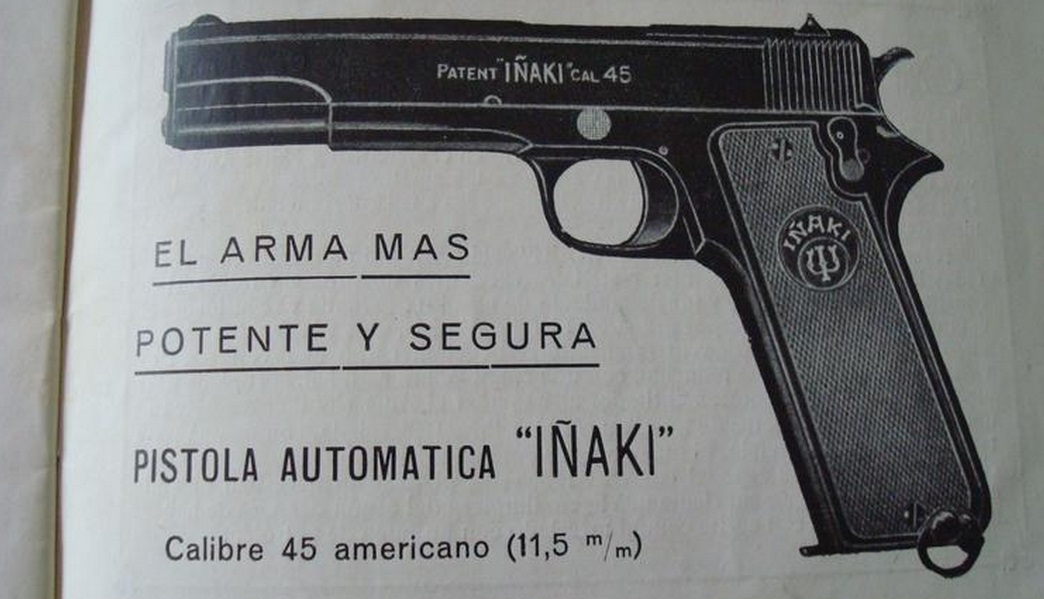 PATENT "IÑAKI" CAL 45
IÑAKI
EL ARMA MAS
POTENTE Y SEGURA
PISTOLA AUTOMATICA “IÑAKI”
Calibre 45 americano (11,5 m/m)